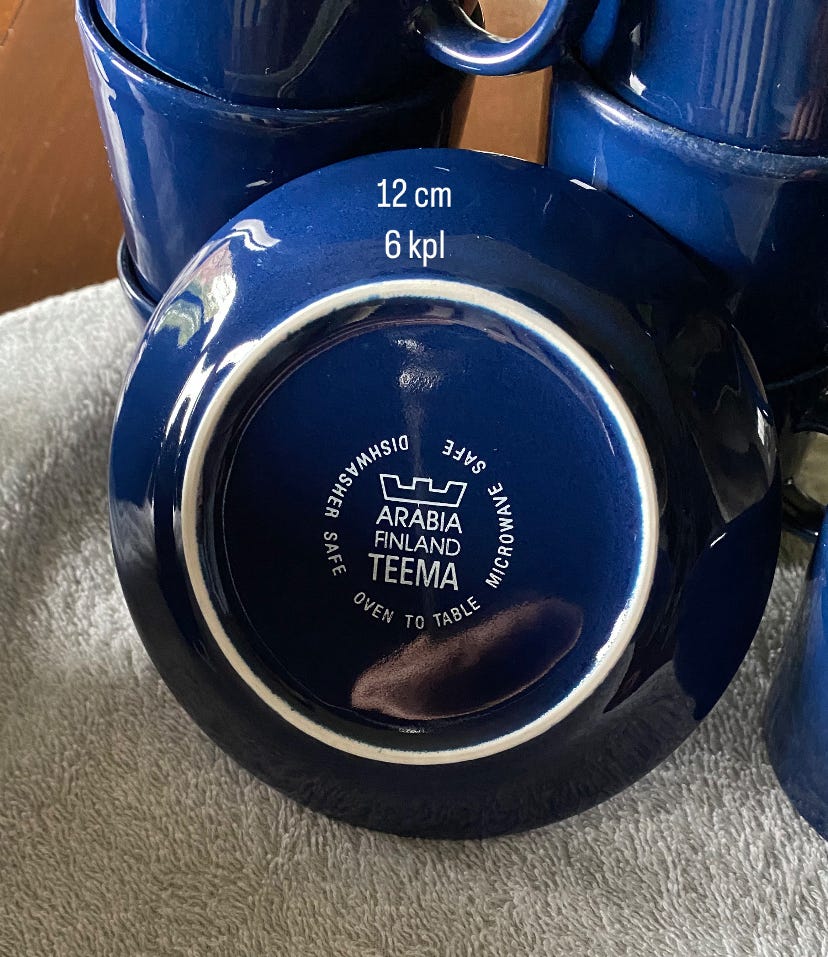 12 cm
6 kpl
ARABIA
FINLAND
TEEMA
DISHWASHER SAFE
OVEN TO TABLE
MICROWAVE SAFE